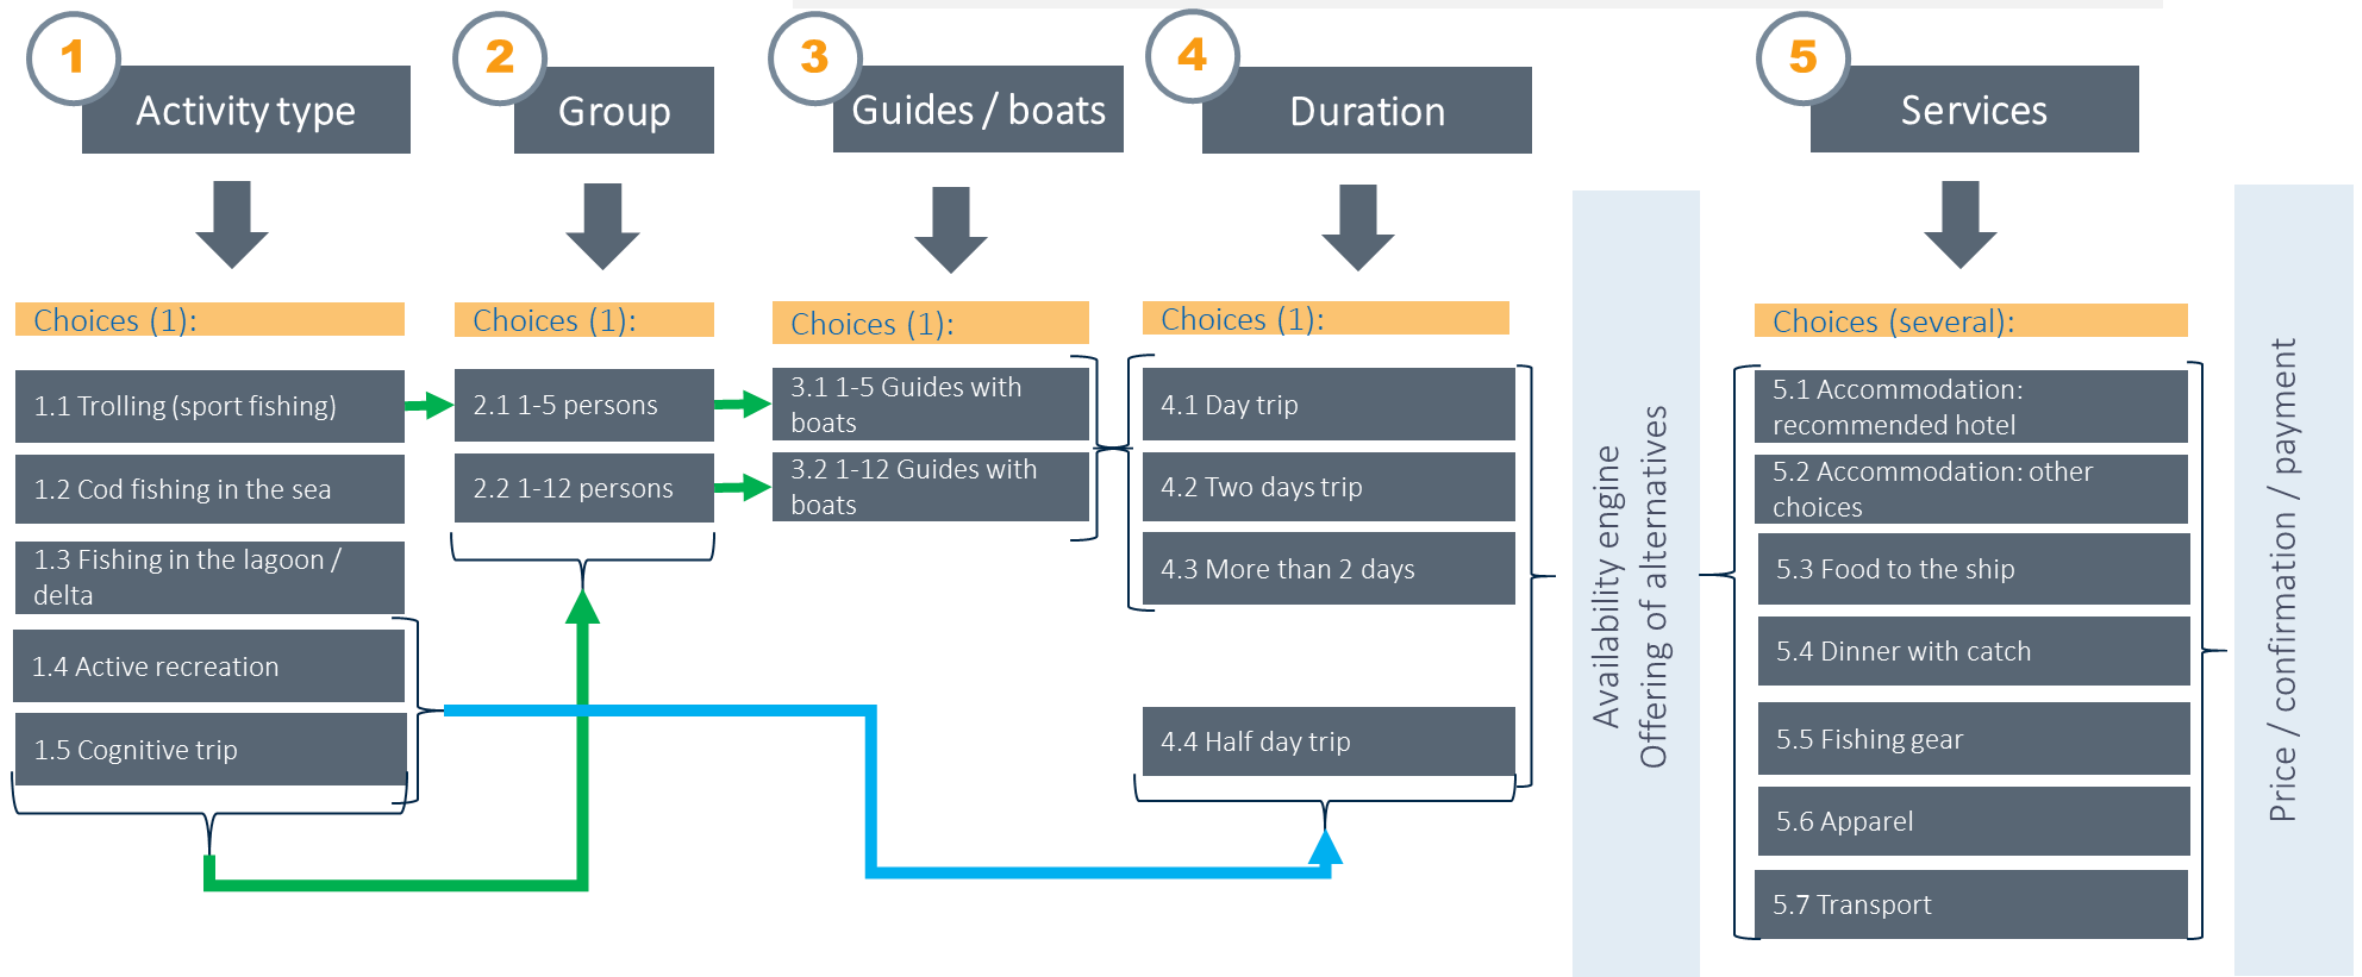 1
Activity type
2
Group
3
Guides / boats
4
Duration
5
Services
Choices (1):
1.1 Trolling (sport fishing)
1.2 Cod fishing in the sea
1.3 Fishing in the lagoon /
delta
1.4 Active recreation
1.5 Cognitive trip
Choices (1):
2.1 1-5 persons
2.2 1-12 persons
Choices (1):
3.1 1-5 Guides with
boats
3.2 1-12 Guides with
boats
Choices (1):
4.1 Day trip
4.2 Two days trip
4.3 More than 2 days
4.4 Half day trip
Availability engine
Offering of alternatives
Choices (several):
5.1 Accommodation:
recommended hotel
5.2 Accommodation: other
choices
5.3 Food to the ship
5.4 Dinner with catch
5.5 Fishing gear
5.6 Apparel
5.7 Transport
Price / confirmation / payment